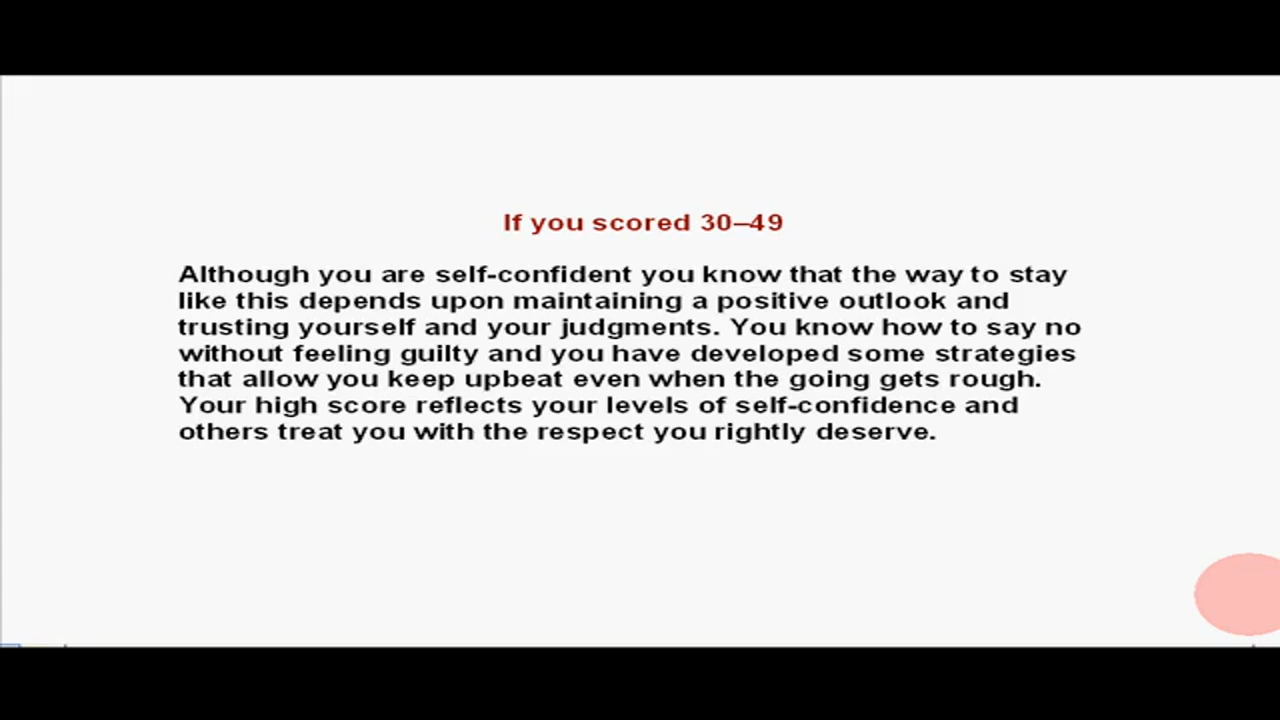 If you scored 30–49
Although you are self-confident you know that the way to stay
like this depends upon maintaining a positive outlook and
trusting yourself and your judgments. You know how to say no
without feeling guilty and you have developed some strategies
that allow you keep upbeat even when the going gets rough.
Your high score reflects your levels of self-confidence and
others treat you with the respect you rightly deserve.